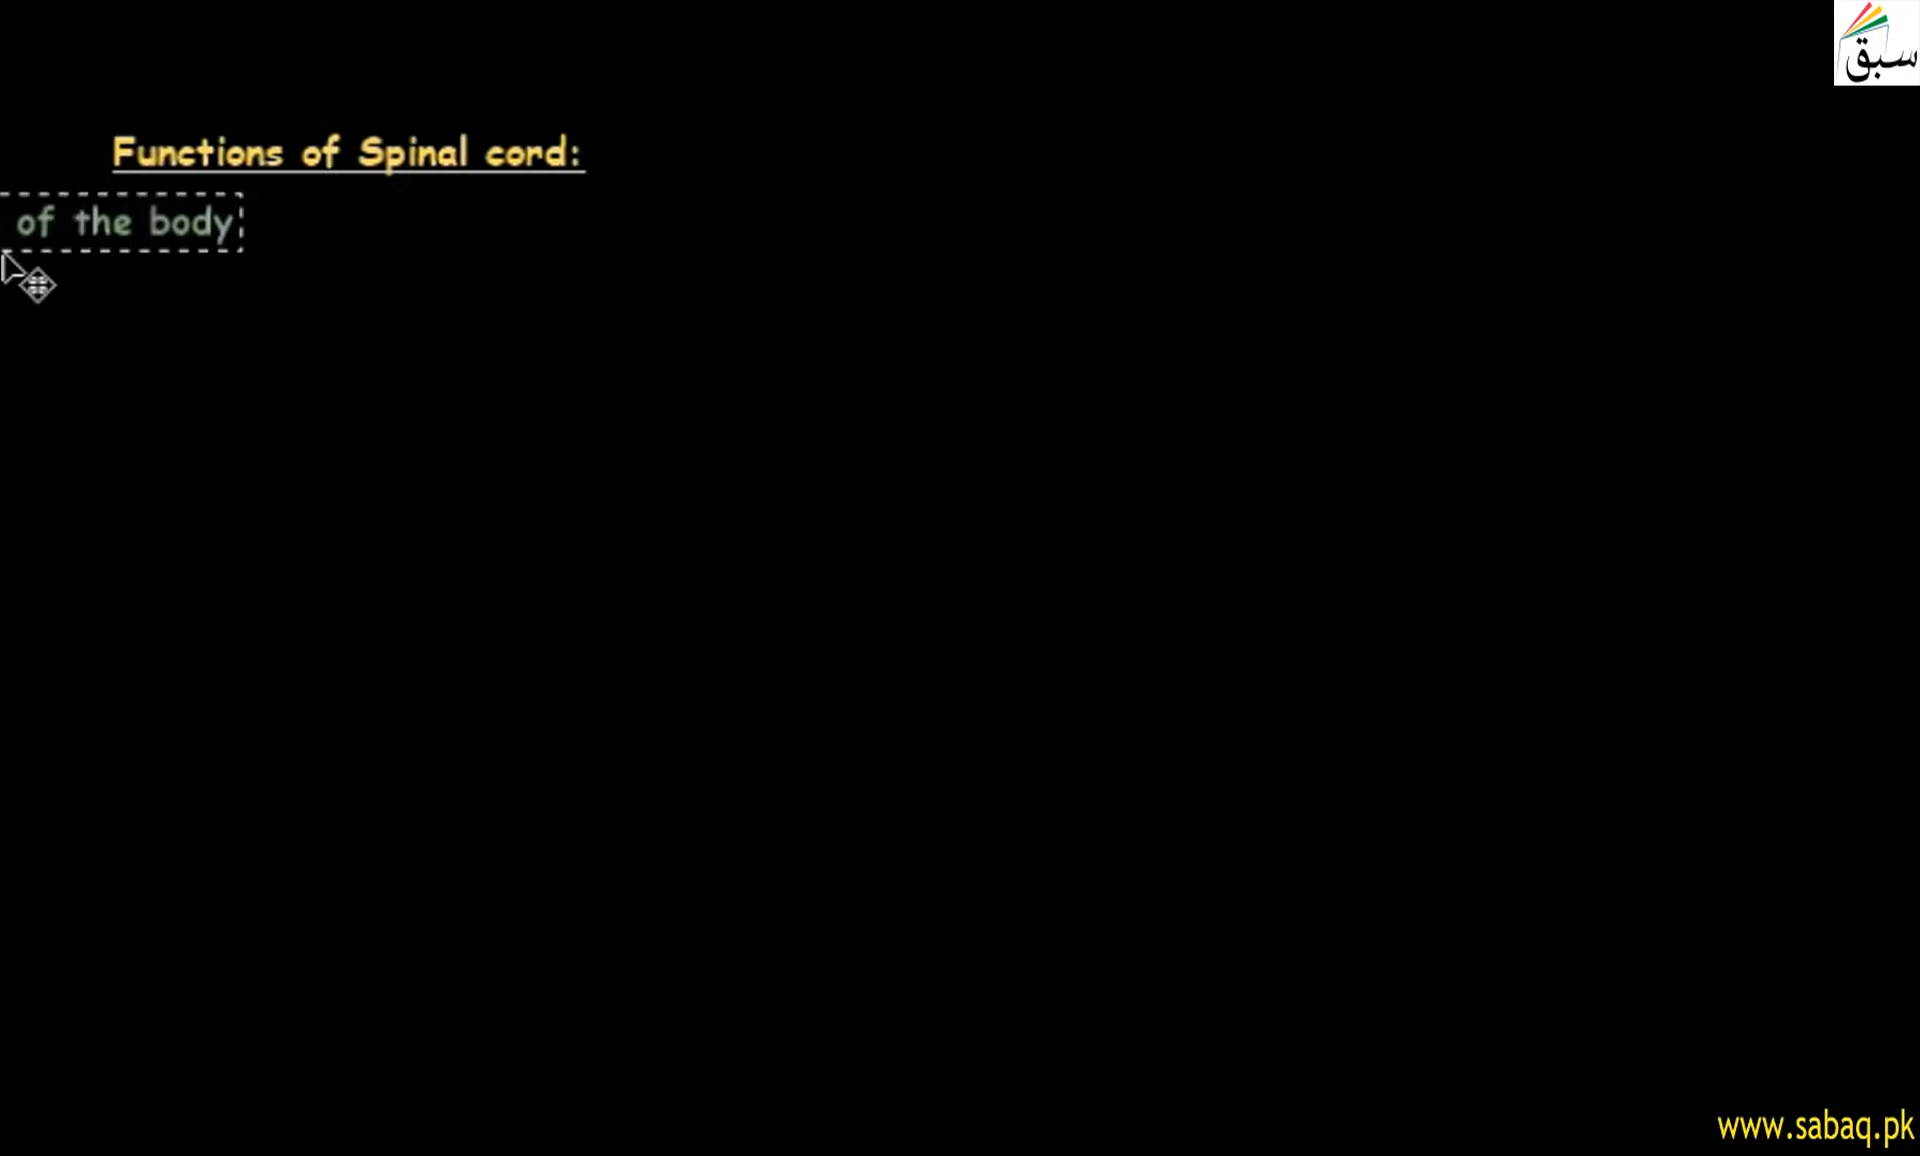 سبق
Functions of Spinal cord:
of the body
www.sabaq.pk